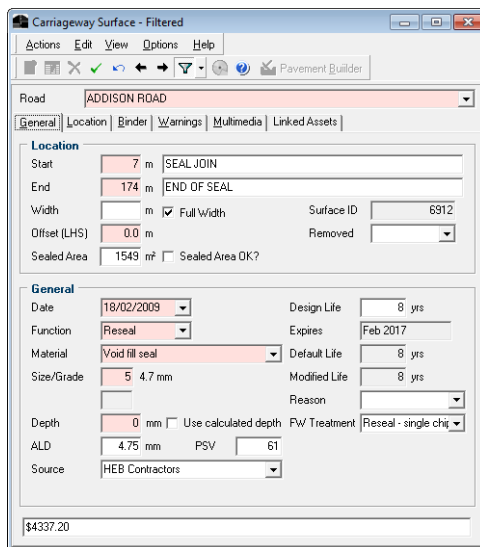 Carriageway Surface - Filtered
Actions Edit View Options Help
Pavement Builder
Road ADDISON ROAD
General Location Binder Warnings Multimedia Linked Assets
Location
Start 7 m SEAL JOIN
End 174 m END OF SEAL
Width m Full Width Surface ID 6912
Offset (LHS) 0.0 m Removed
Sealed Area 1549 m² Sealed Area OK?
General
Date 18/02/2009 Design Life 8 yrs
Function Reseal Expires Feb 2017
Material Void fill seal Default Life 8 yrs
Size/Grade 5 4.7 mm Modified Life 8 yrs
Reason
Depth 0 mm Use calculated depth FW Treatment Reseal - single chip
ALD 4.75 mm PSV 61
Source HEB Contractors
$4337.20